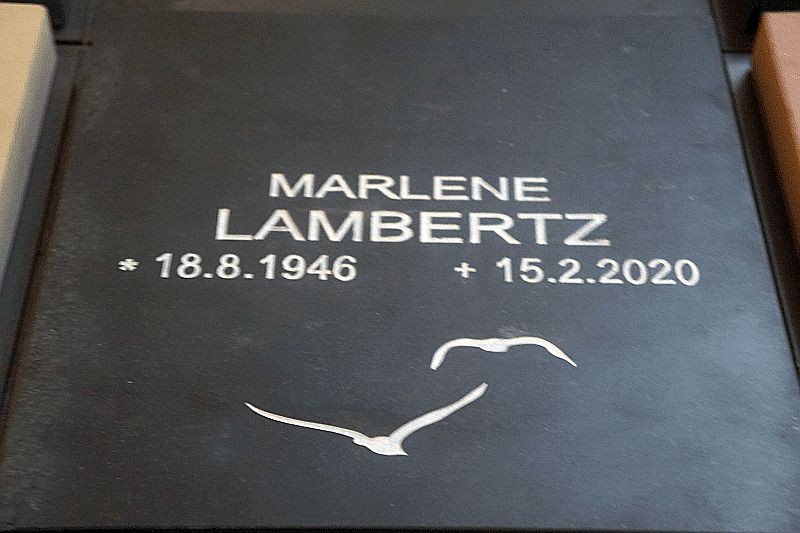 MARLENE
LAMBERTZ
* 18.8.1946 + 15.2.2020